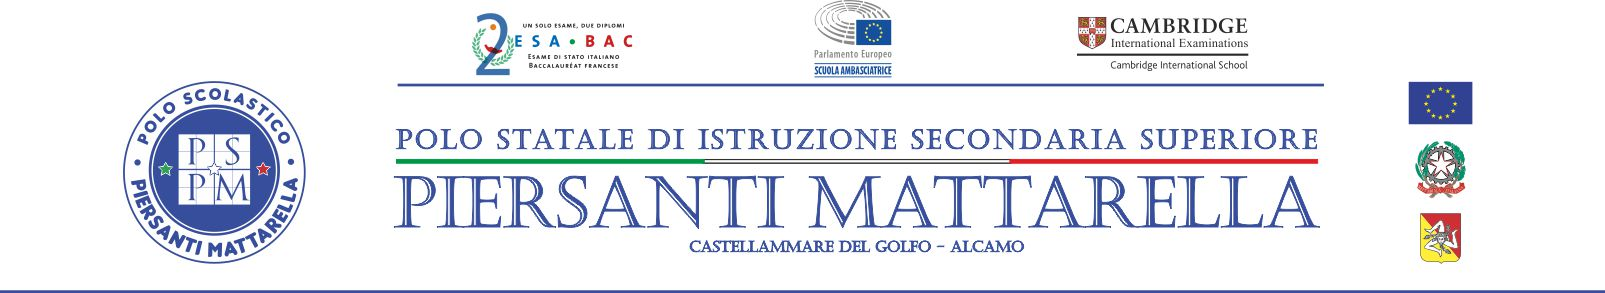 UN SOLO ESAME, DUE DIPLOMI
2 ESA • BAC
ESAME DI STATO ITALIANO
BACCALAURÉAT FRANCESE
Parlamento Europeo
SCUOLA AMBASCIATRICE
CAMBRIDGE
International Examinations
Cambridge International School
• POLO SCOLASTICO •
PS
PM
PIERSANTI MATTARELLA
POLO STATALE DI ISTRUZIONE SECONDARIA SUPERIORE
PIERSANTI MATTARELLA
CASTELLAMMARE DEL GOLFO – ALCAMO